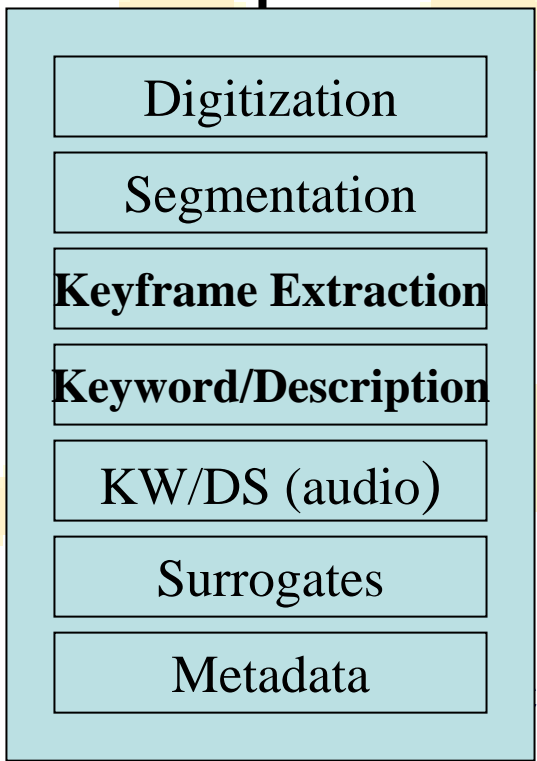 Digitization
Segmentation
Keyframe Extraction
Keyword/Description
KW/DS (audio)
Surrogates
Metadata